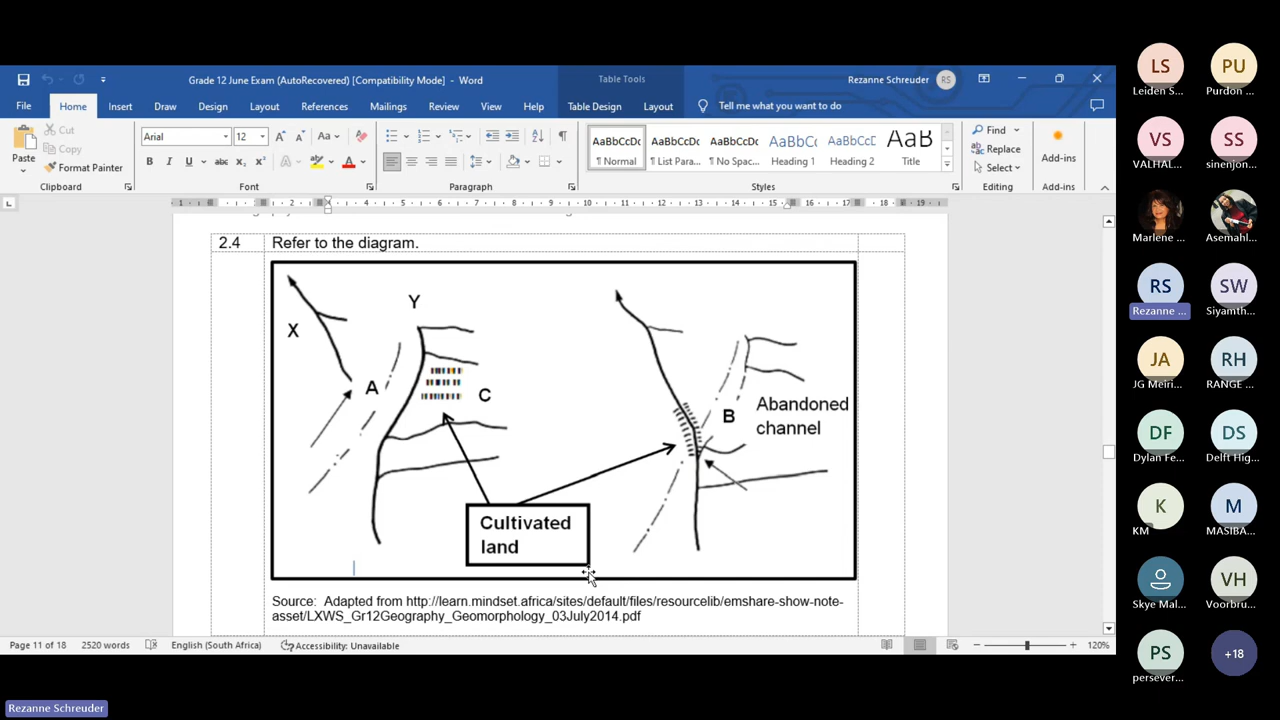 Grade 12 June Exam (AutoRecovered) [Compatibility Mode] - Word
Table Tools
Rezanne Schreuder
RS
File
Home
Insert
Draw
Design
Layout
References
Mailings
Review
View
Help
Table Design
Layout
Tell me what you want to do
Paste
Cut
Copy
Format Painter
Clipboard
Arial
12
Font
Paragraph
AaBbCcDc
¶ Normal
AaBbCcDc
¶ List Para...
AaBbCcDc
¶ No Spac...
AaBbCc
Heading 1
AaBbCcD
Heading 2
AaB
Title
Styles
Find
Replace
Select
Editing
Add-ins
Add-ins
2.4
Refer to the diagram.
X
Y
A
C
B
Abandoned
channel
Cultivated
land
Source: Adapted from http://learn.mindset.africa/sites/default/files/resourcelib/emshare-show-note-
asset/LXWS_Gr12Geography_Geomorphology_03July2014.pdf
Page 11 of 18
2520 words
English (South Africa)
Accessibility: Unavailable
120%
Rezanne Schreuder
LS
Leiden S...
PU
Purdon ...
VS
VALHAL...
SS
sinenjon...
Marlene ...
Asemahl...
RS
Rezanne ...
SW
Siyamth...
JA
JG Meiri...
RH
RANGE ...
DF
Dylan Fe...
DS
Delft Hig...
K
KM
M
MASIBA...
Skye Mal...
VH
Voorbru...
PS
persever...
+18